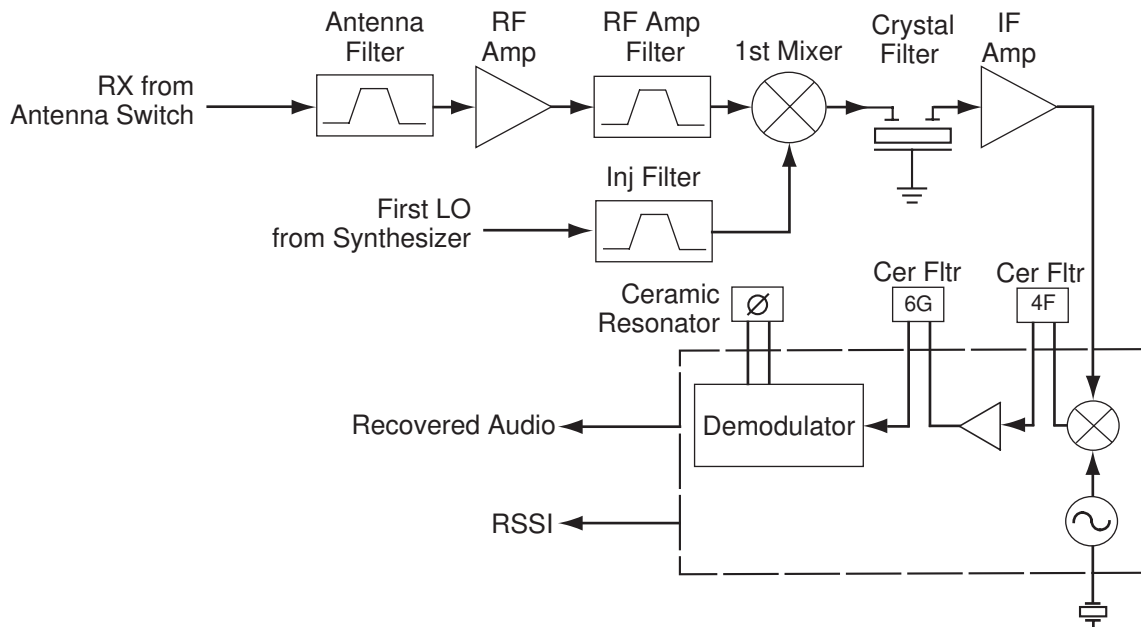 Antenna
Filter
RF
Amp
RF Amp
Filter
1st Mixer
Crystal
Filter
IF
Amp
RX from
Antenna Switch
Inj Filter
First LO
from Synthesizer
Ceramic
Resonator
Ø
Cer Fltr
6G
Cer Fltr
4F
Demodulator
Recovered Audio
RSSI